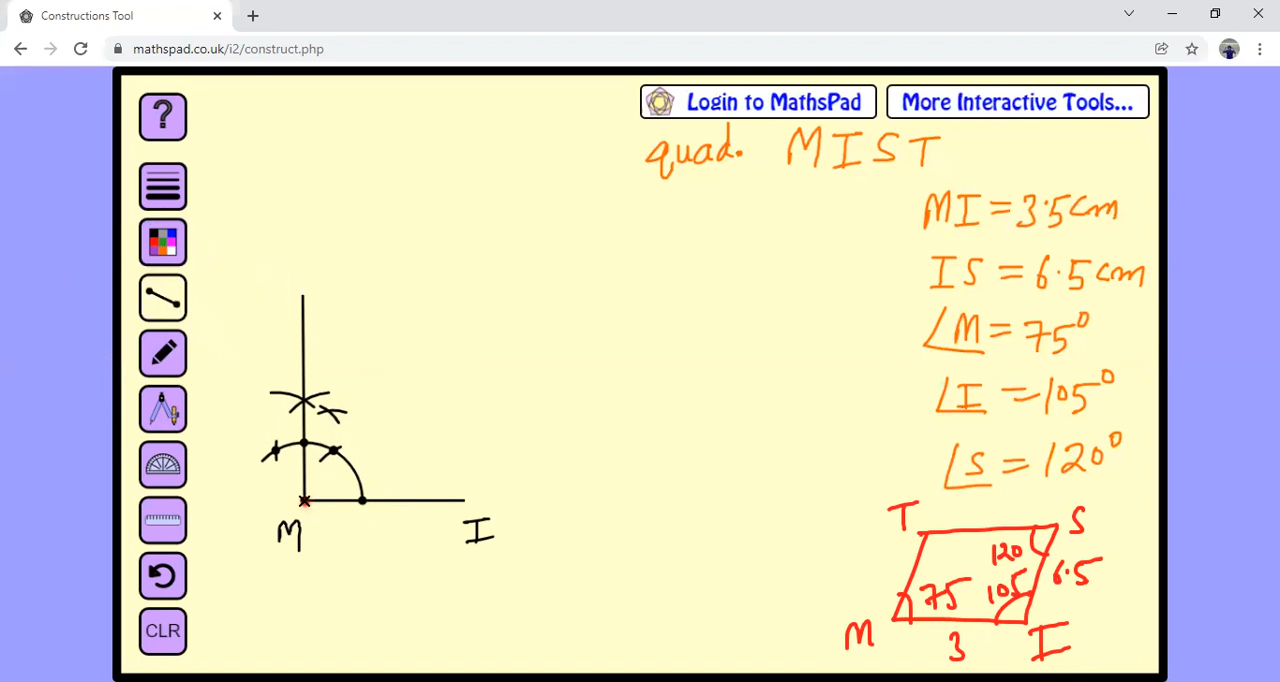 Constructions Tool
mathspad.co.uk/i2/construct.php
?
Login to MathsPad
More Interactive Tools...
quad. MIST
MI = 3.5cm
IS = 6.5cm
∠M = 75°
∠I = 105°
∠S = 120°
M
I
T
S
120
6.5
75
105
M
3
I
CLR